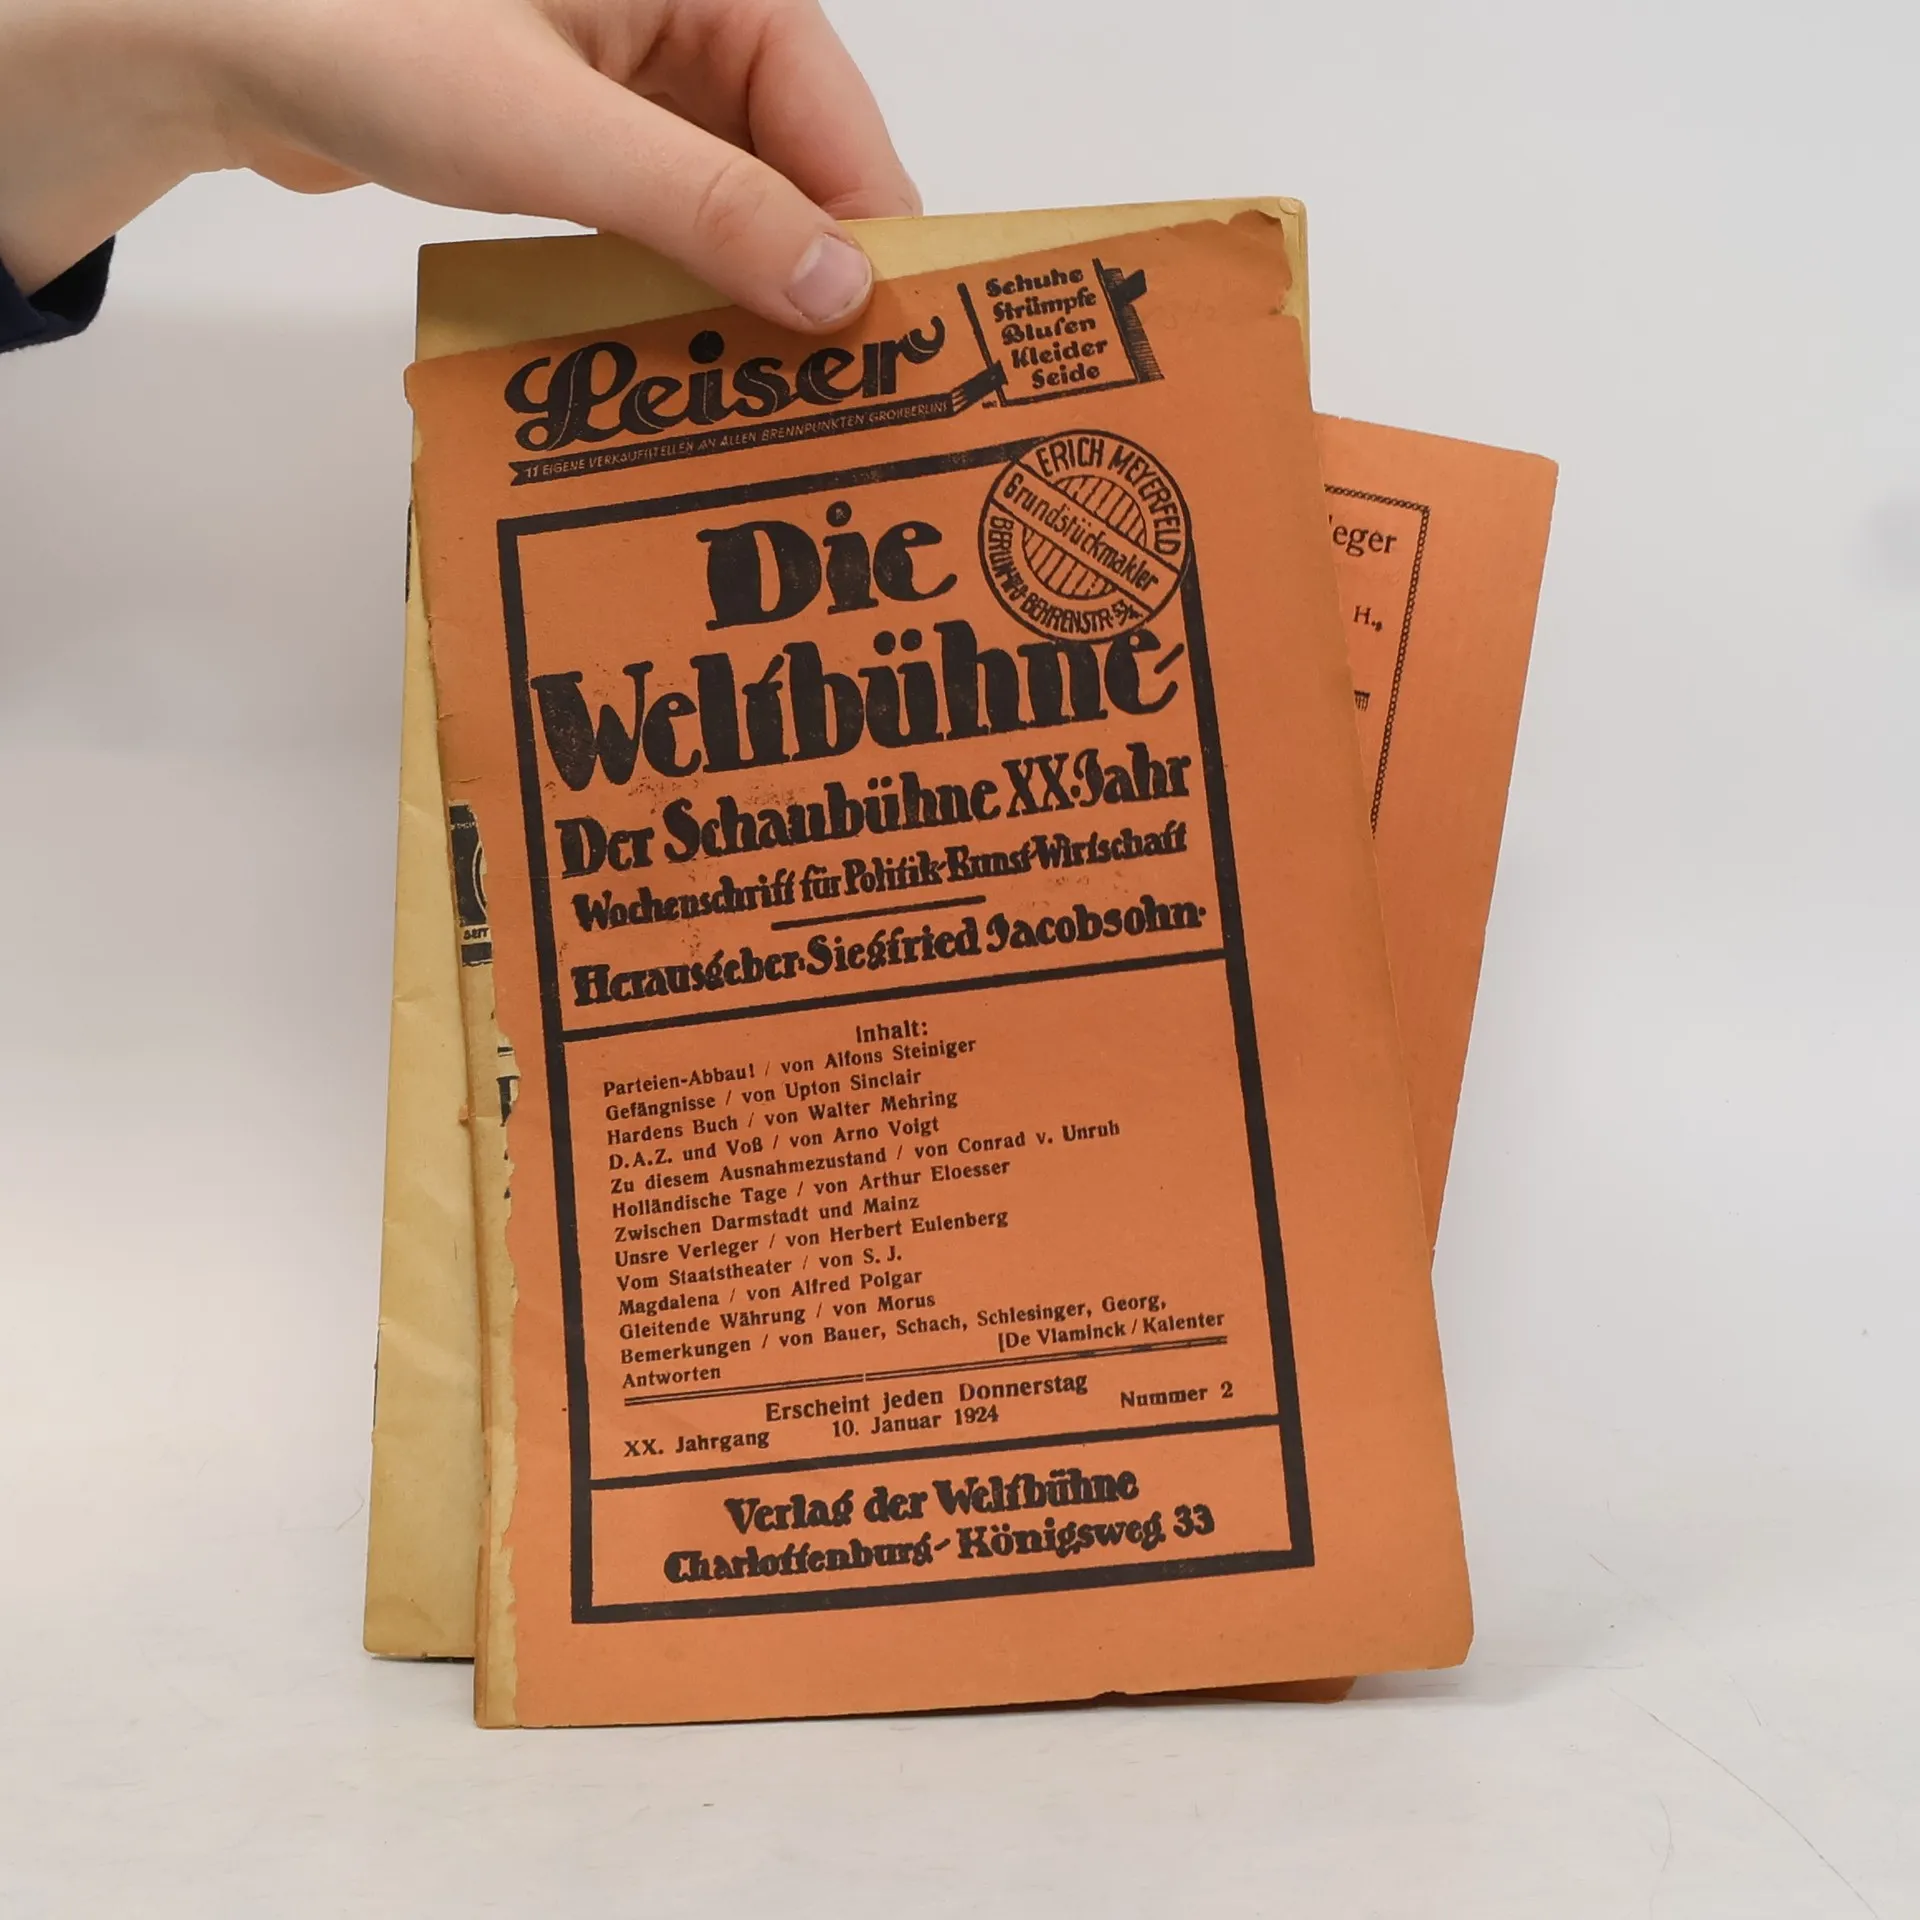 Leiser
Schuhe
Strümpfe
Blusen
Kleider
Seide
11 EIGENE VERKAUFSSTELLEN AN ALLEN BRENNPUNKTEN GROßBERLINS
ERICH MEYERFELD
Grundstückmakler
BEHRENSTR.
Die
Weltbühne
Der Schaubühne XX. Jahr
Wochenschrift für Politik-Kunst-Wirtschaft
Herausgeber: Siegfried Jacobsohn
Inhalt:
Parteien-Abbau! / von Alfons Steiniger
Gefängnisse / von Upton Sinclair
Hardens Buch / von Walter Mehring
D.A.Z. und Voß / von Arno Voigt
Zu diesem Ausnahmezustand / von Conrad v. Unruh
Holländische Tage / von Arthur Eloesser
Zwischen Darmstadt und Mainz
Unsre Verleger / von Herbert Eulenberg
Vom Staatstheater / von S. J.
Magdalena / von Alfred Polgar
Gleitende Währung / von Morus
Bemerkungen / von Bauer, Schach, Schlesinger, Georg,
[De Vlaminck / Kalenter
Antworten
Erscheint jeden Donnerstag
XX. Jahrgang 10. Januar 1924 Nummer 2
Verlag der Weltbühne
Charlottenburg-Königsweg 33
eger
H.,
SEIT